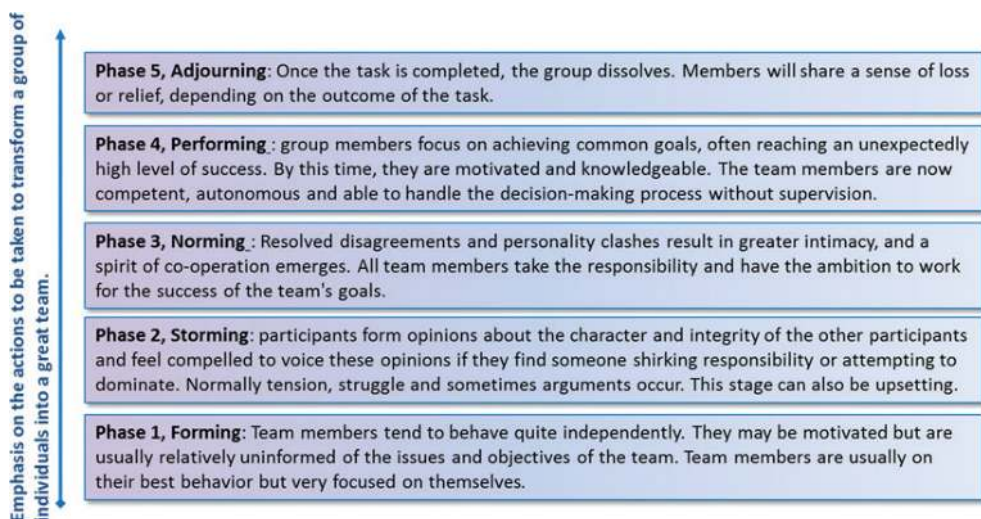 Emphasis on the actions to be taken to transform a group of
individuals into a great team.
Phase 5, Adjourning: Once the task is completed, the group dissolves. Members will share a sense of loss
or relief, depending on the outcome of the task.
Phase 4, Performing : group members focus on achieving common goals, often reaching an unexpectedly
high level of success. By this time, they are motivated and knowledgeable. The team members are now
competent, autonomous and able to handle the decision-making process without supervision.
Phase 3, Norming : Resolved disagreements and personality clashes result in greater intimacy, and a
spirit of co-operation emerges. All team members take the responsibility and have the ambition to work
for the success of the team's goals.
Phase 2, Storming: participants form opinions about the character and integrity of the other participants
and feel compelled to voice these opinions if they find someone shirking responsibility or attempting to
dominate. Normally tension, struggle and sometimes arguments occur. This stage can also be upsetting.
Phase 1, Forming: Team members tend to behave quite independently. They may be motivated but are
usually relatively uninformed of the issues and objectives of the team. Team members are usually on
their best behavior but very focused on themselves.